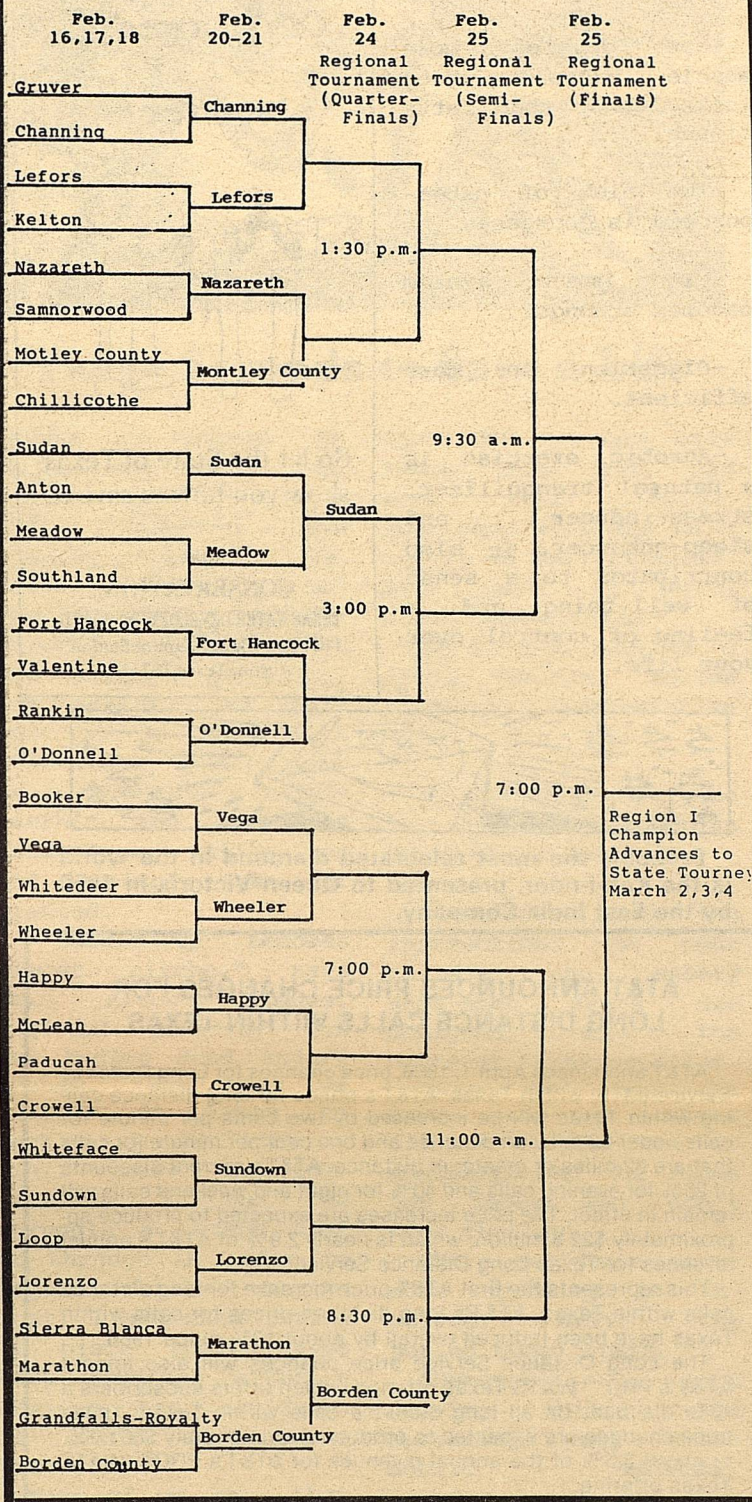 Feb. Feb. Feb. Feb. Feb.
16,17,18 20-21 24 25 25
Regional Regional Regional
Tournament Tournament Tournament
(Quarter- (Semi- (Finals)
Finals) Finals)
Gruver
Channing
Channing
Lefors
Lefors
Kelton
1:30 p.m.
Nazareth
Nazareth
Samnorwood
Motley County
Montley County
Chillicothe
9:30 a.m.
Sudan
Sudan
Anton
Sudan
Meadow
Meadow
Southland
3:00 p.m
Fort Hancock
Fort Hancock
Valentine
Rankin
O'Donnell
O'Donnell
7:00 p.m.
Region I
Champion
Advances to
State Tourney
March 2,3,4
Booker
Vega
Vega
Whitedeer
Wheeler
Wheeler
7:00 p.m.
Happy
Happy
McLean
Paducah
Crowell
Crowell
11:00 a.m.
Whiteface
Sundown
Sundown
Loop
Lorenzo
Lorenzo
8:30 p.m.
Sierra Blanca
Marathon
Marathon
Borden County
Grandfalls-Royalty
Borden County
Borden County